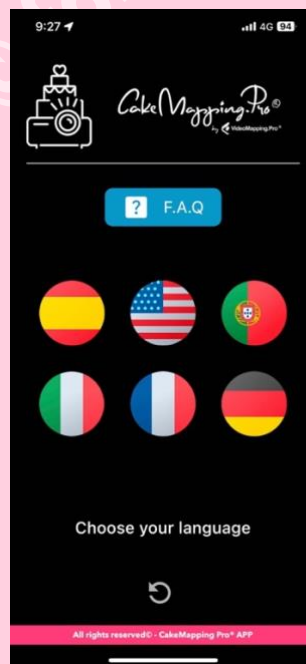 9:27
4G 94
CakeMapping.Pro®
by VideoMapping.Pro®
? F.A.Q
Choose your language
All rights reserved© - CakeMapping Pro® APP